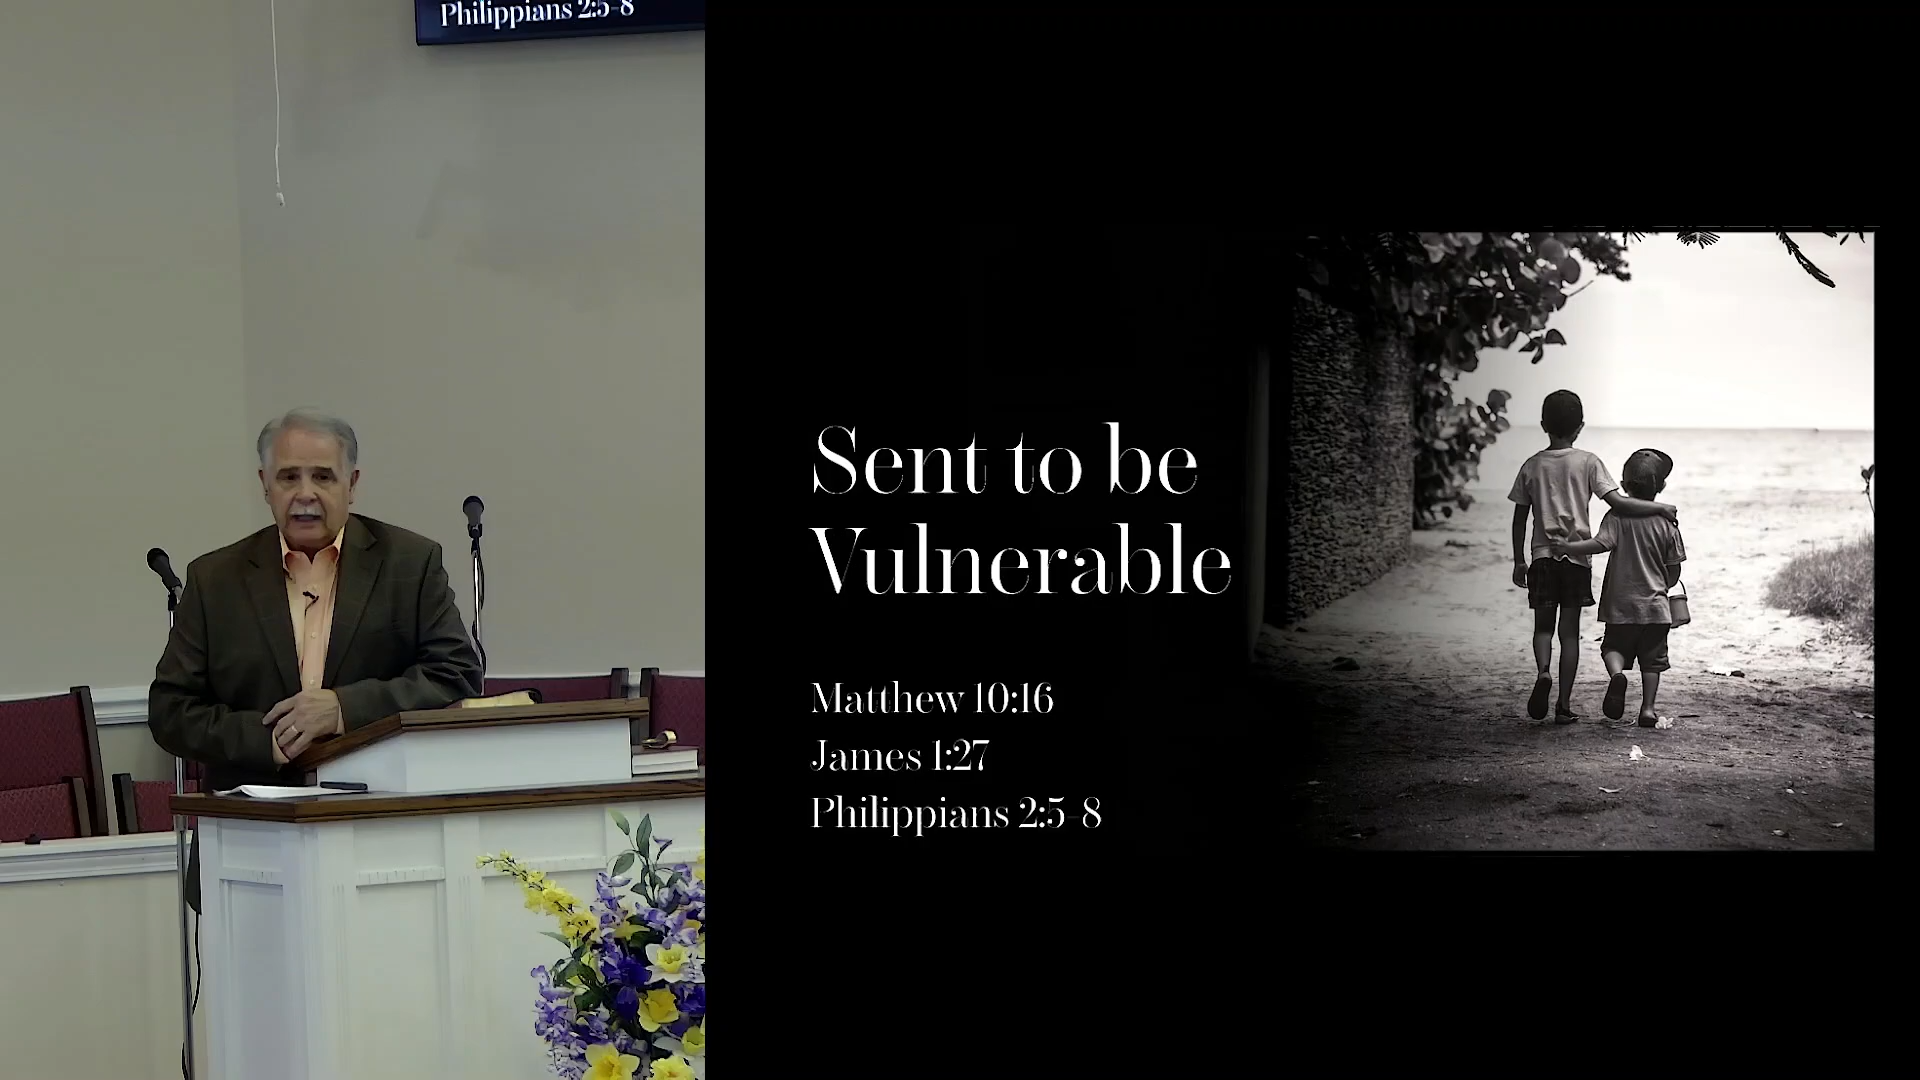 Philippians 2:5-8
Sent to be
Vulnerable
Matthew 10:16
James 1:27
Philippians 2:5-8